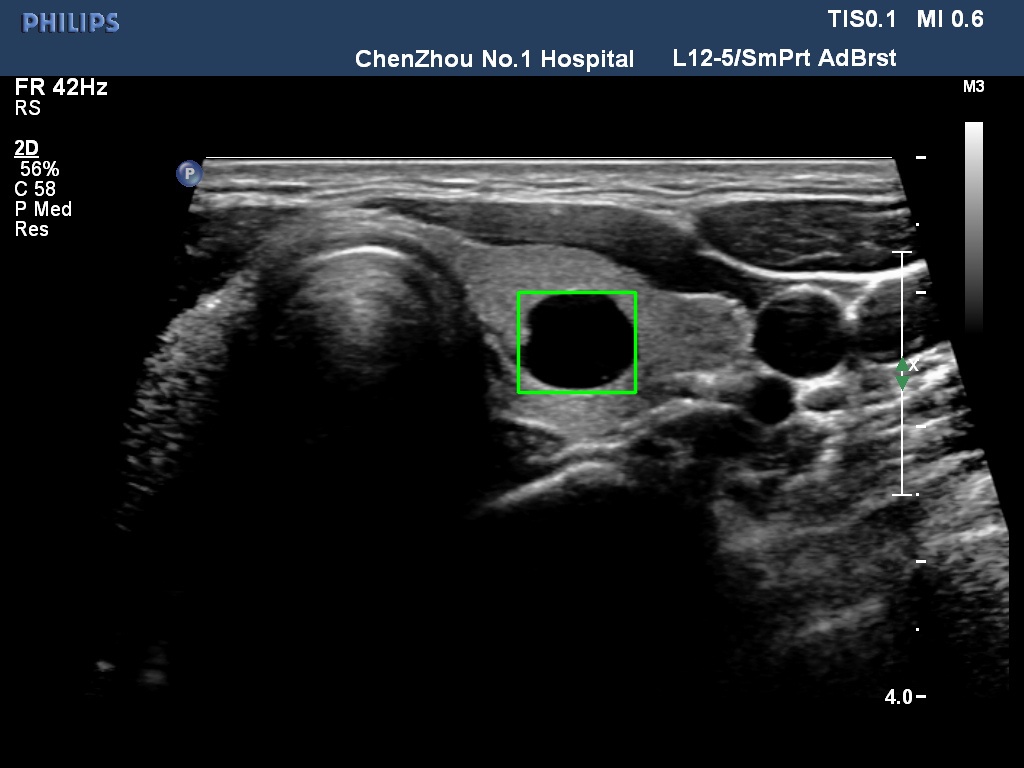 PHILIPS
TIS0.1 MI 0.6
ChenZhou No.1 Hospital L12-5/SmPrt AdBrst
FR 42Hz
RS
M3
2D
56%
C 58
P Med
Res
P
X
4.0